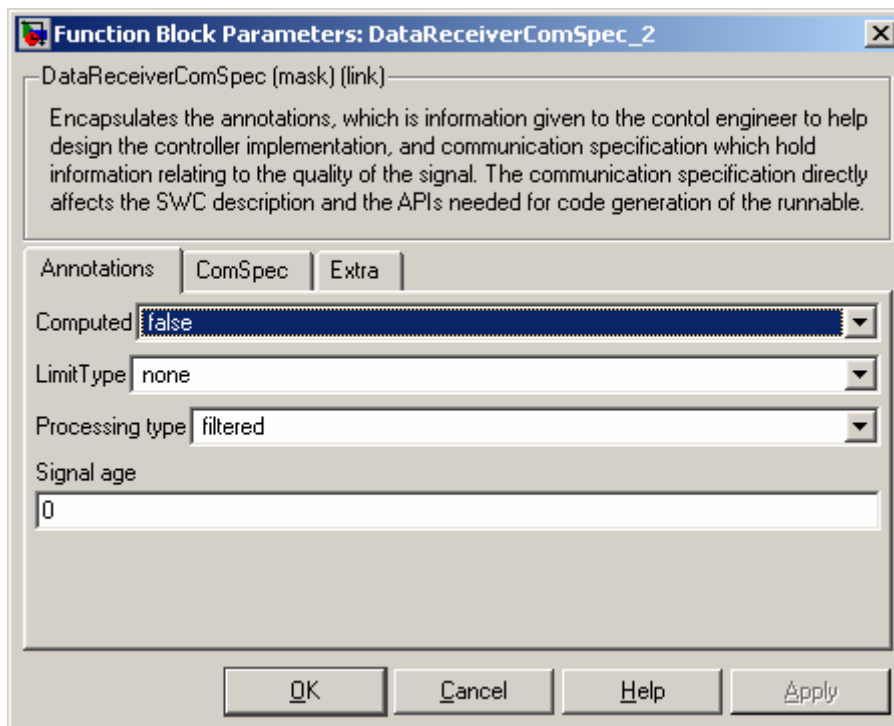 Function Block Parameters: DataReceiverComSpec_2
DataReceiverComSpec (mask) (link)
Encapsulates the annotations, which is information given to the contol engineer to help
design the controller implementation, and communication specification which hold
information relating to the quality of the signal. The communication specification directly
affects the SWC description and the APIs needed for code generation of the runnable.
Annotations ComSpec Extra
Computed false
LimitType none
Processing type filtered
Signal age
0
OK Cancel Help Apply